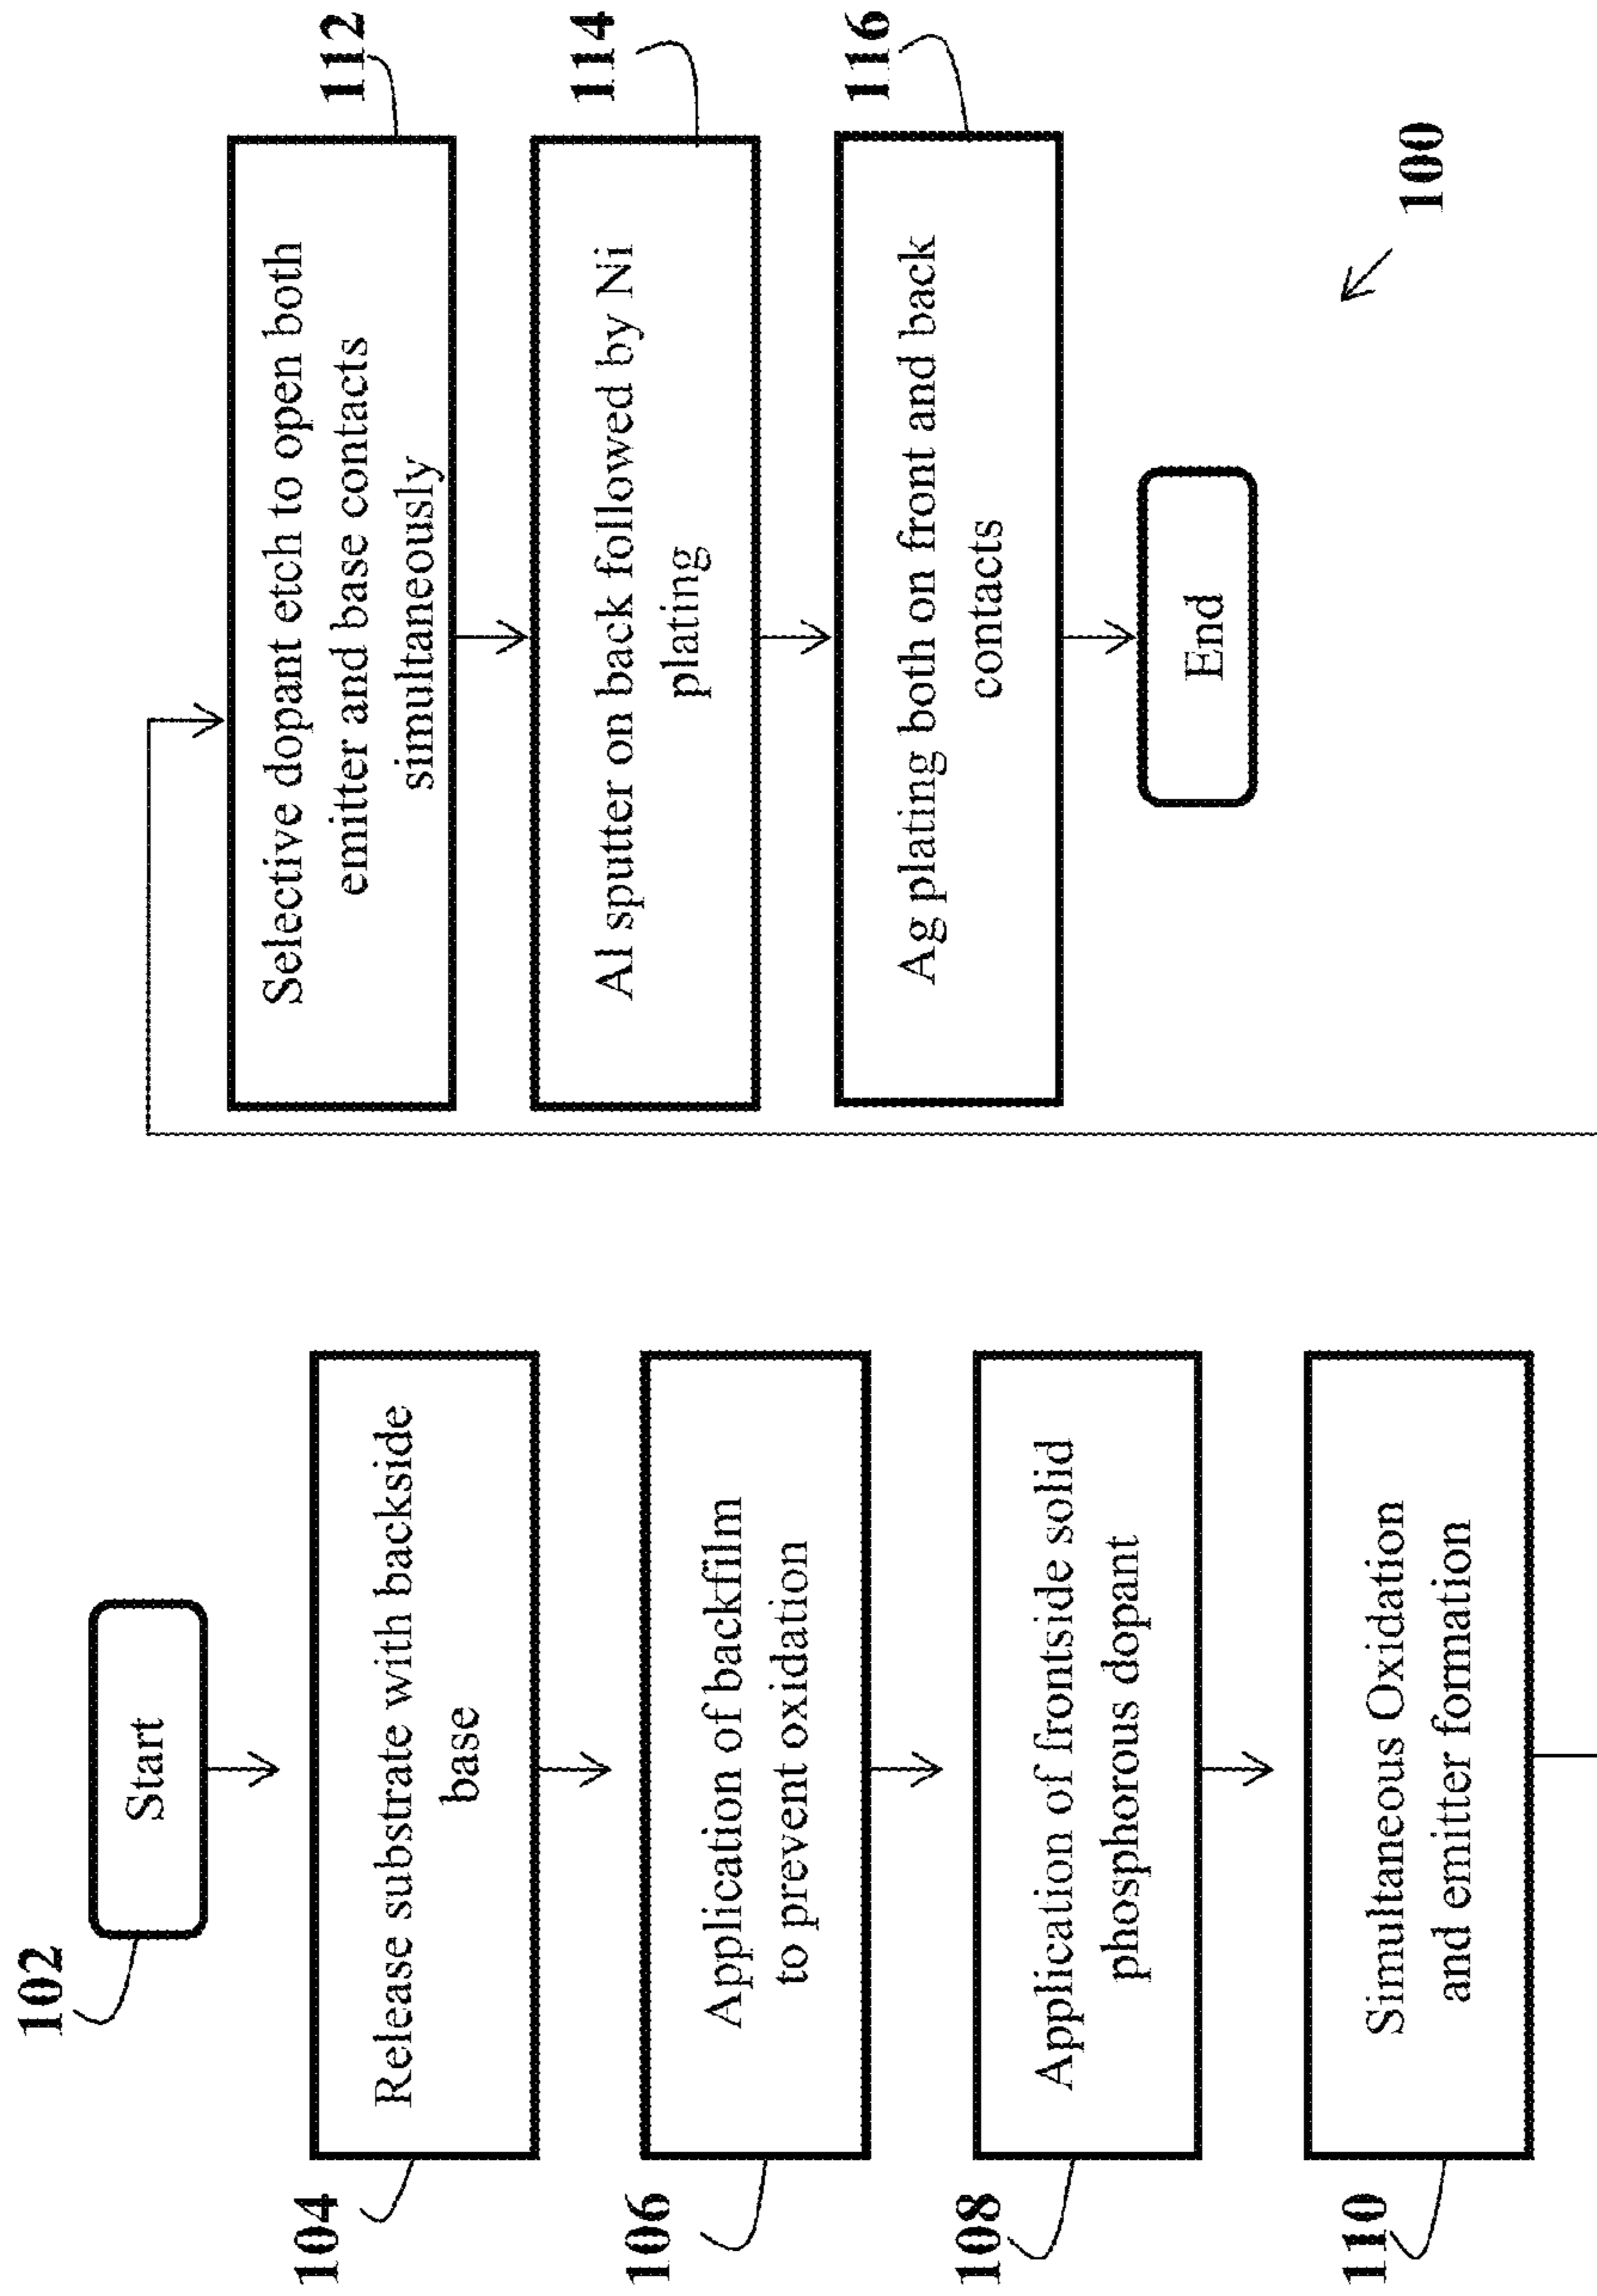 102
Start
104
Release substrate with backside
base
106
Application of backfilm
to prevent oxidation
108
Application of frontside solid
phosphorous dopant
110
Simultaneous Oxidation
and emitter formation
112
Selective dopant etch to open both
emitter and base contacts
simultaneously
114
Al sputter on back followed by Ni
plating
116
Ag plating both on front and back
contacts
End
100